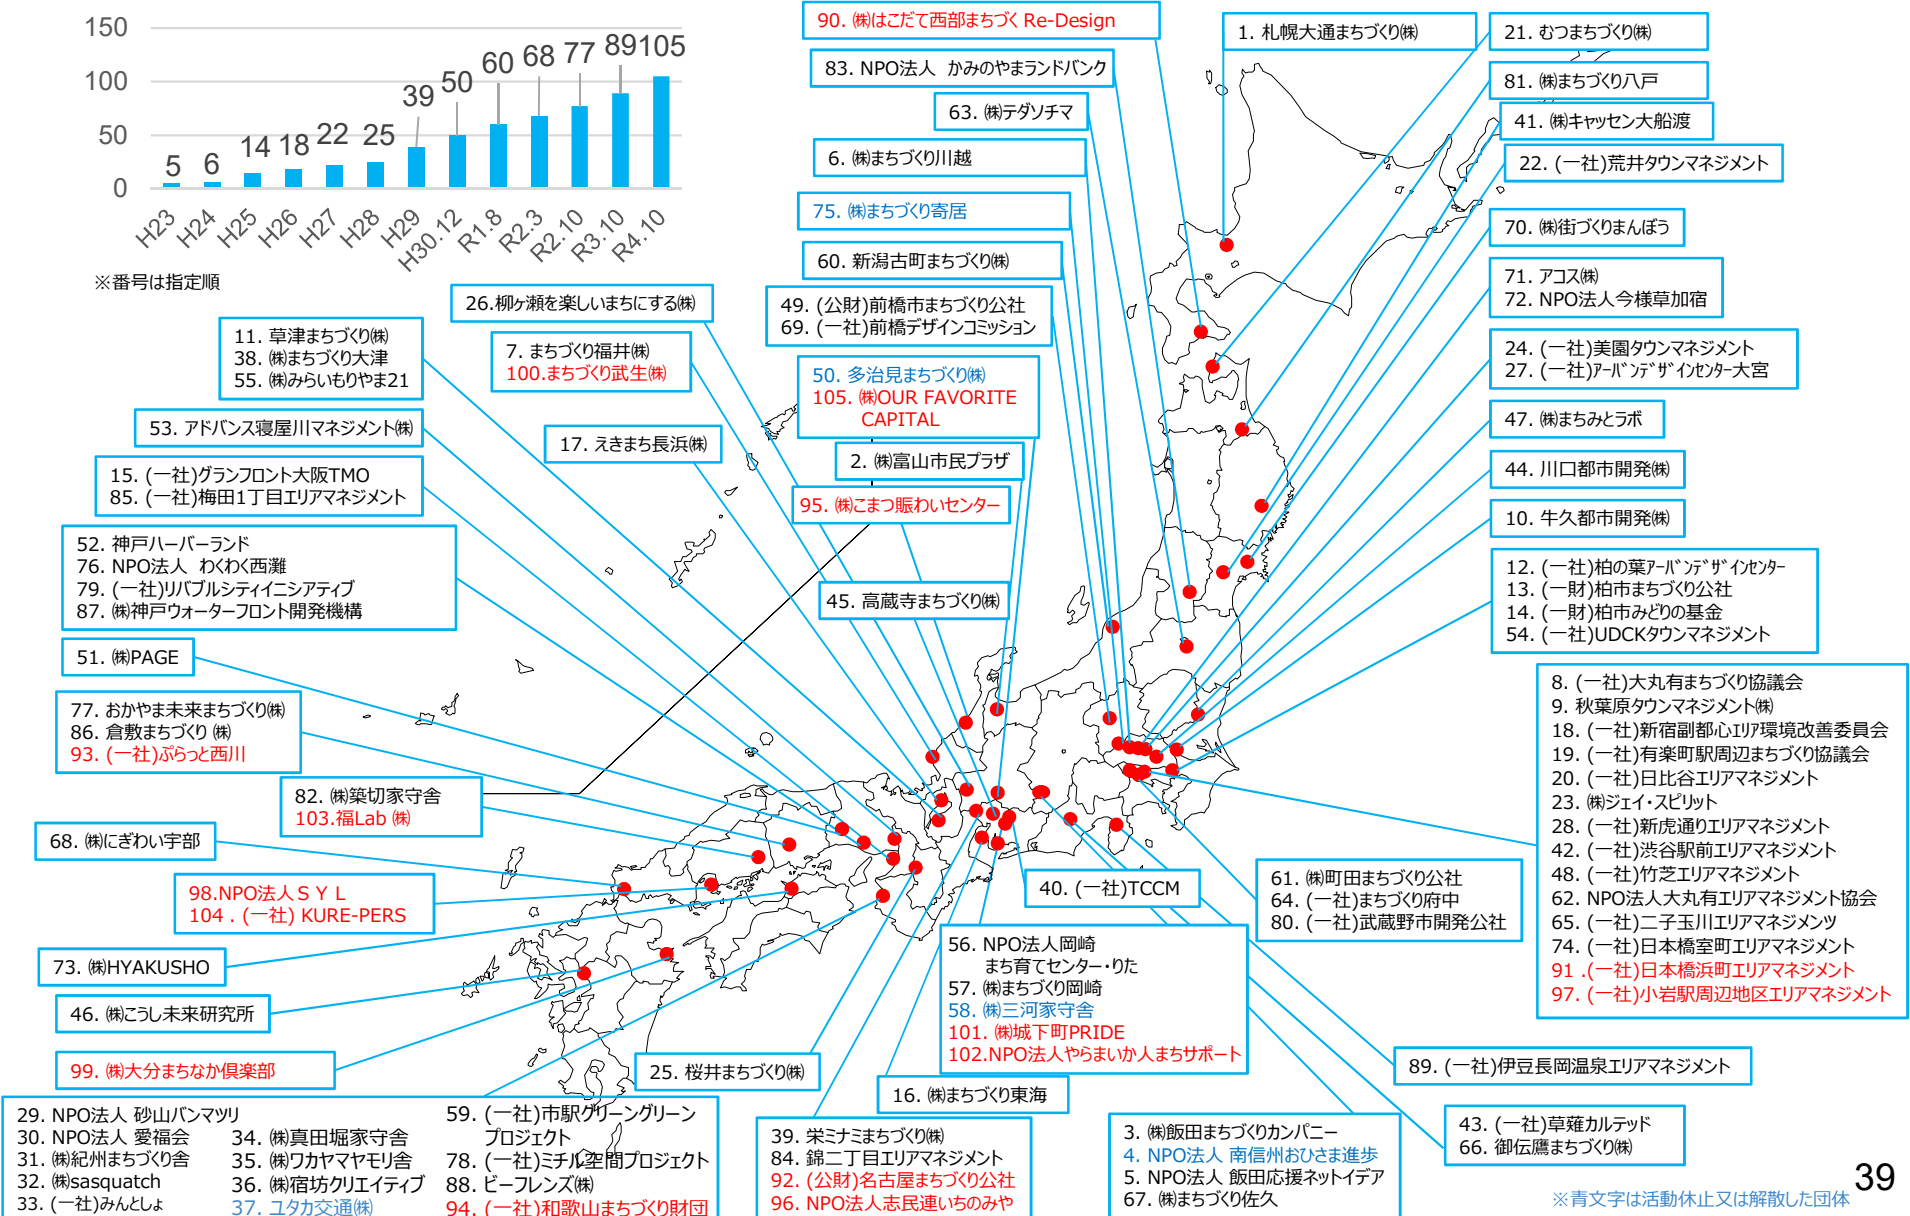 150
100
50
0
5
6
14
18
22
25
39
50
60
68
77
89
105
H23
H24
H25
H26
H27
H28
H29
H30.12
R1.8
R2.3
R2.10
R3.10
R4.10
※番号は指定順
90. ㈱はこだて西部まちづく Re-Design
83. NPO法人 かみのやまランドバンク
63. ㈱テダソチマ
6. ㈱まちづくり川越
75. ㈱まちづくり寄居
60. 新潟古町まちづくり㈱
49. (公財)前橋市まちづくり公社
69. (一社)前橋デザインコミッション
50. 多治見まちづくり㈱
105. ㈱OUR FAVORITE
CAPITAL
2. ㈱富山市民プラザ
95. ㈱こまつ賑わいセンター
45. 高蔵寺まちづくり㈱
1. 札幌大通まちづくり㈱
21. むつまちづくり㈱
81. ㈱まちづくり八戸
41. ㈱キャッセン大船渡
22. (一社)荒井タウンマネジメント
70. ㈱街づくりまんぼう
71. アコス㈱
72. NPO法人今様草加宿
24. (一社)美園タウンマネジメント
27. (一社)ｱｰﾊﾞﾝﾃﾞｻﾞｲﾝｾﾝﾀｰ大宮
47. ㈱まちみとラボ
44. 川口都市開発㈱
10. 牛久都市開発㈱
12. (一社)柏の葉ｱｰﾊﾞﾝﾃﾞｻﾞｲﾝｾﾝﾀｰ
13. (一財)柏市まちづくり公社
14. (一財)柏市みどりの基金
54. (一社)UDCKタウンマネジメント
8. (一社)大丸有まちづくり協議会
9. 秋葉原タウンマネジメント㈱
18. (一社)新宿副都心ｴﾘｱ環境改善委員会
19. (一社)有楽町駅周辺まちづくり協議会
20. (一社)日比谷エリアマネジメント
23. ㈱ジェイ・スピリット
28. (一社)新虎通りエリアマネジメント
42. (一社)渋谷駅前エリアマネジメント
48. (一社)竹芝エリアマネジメント
62. NPO法人大丸有エリアマネジメント協会
65. (一社)二子玉川エリアマネジメンツ
74. (一社)日本橋室町エリアマネジメント
91 .(一社)日本橋浜町エリアマネジメント
97. (一社)小岩駅周辺地区エリアマネジメント
26.柳ヶ瀬を楽しいまちにする㈱
11. 草津まちづくり㈱
38. ㈱まちづくり大津
55. ㈱みらいもりやま21
7. まちづくり福井㈱
100.まちづくり武生㈱
53. アドバンス寝屋川マネジメント㈱
17. えきまち長浜㈱
15. (一社)グランフロント大阪TMO
85. (一社)梅田1丁目エリアマネジメント
52. 神戸ハーバーランド
76. NPO法人 わくわく西灘
79. (一社)リバブルシティイニシアティブ
87. ㈱神戸ウォーターフロント開発機構
51. ㈱PAGE
77. おかやま未来まちづくり㈱
86. 倉敷まちづくり ㈱
93. (一社)ぷらっと西川
82. ㈱築切家守舎
103.福Lab ㈱
68. ㈱にぎわい宇部
98.NPO法人ＳＹＬ
104 . (一社) KURE-PERS
73. ㈱HYAKUSHO
46. ㈱こうし未来研究所
99. ㈱大分まちなか倶楽部
25. 桜井まちづくり㈱
40. (一社)TCCM
61. ㈱町田まちづくり公社
64. (一社)まちづくり府中
80. (一社)武蔵野市開発公社
56. NPO法人岡崎
まち育てセンター・りた
57. ㈱まちづくり岡崎
58. ㈱三河家守舎
101. ㈱城下町PRIDE
102.NPO法人やらまいか人まちサポート
16. ㈱まちづくり東海
89. (一社)伊豆長岡温泉エリアマネジメント
43. (一社)草薙カルテッド
66. 御伝鷹まちづくり㈱
29. NPO法人 砂山バンマツリ
30. NPO法人 愛福会
31. ㈱紀州まちづくり舎
32. ㈱sasquatch
33. (一社)みんとしょ
34. ㈱真田堀家守舎
35. ㈱ワカヤマヤモリ舎
36. ㈱宿坊クリエイティブ
37. ユタカ交通㈱
59. (一社)市駅グリーングリーン
プロジェクト
78. (一社)ミチル空間プロジェクト
88. ビーフレンズ㈱
94. (一社)和歌山まちづくり財団
39. 栄ミナミまちづくり㈱
84. 錦二丁目エリアマネジメント
92. (公財)名古屋まちづくり公社
96. NPO法人志民連いちのみや
3. ㈱飯田まちづくりカンパニー
4. NPO法人 南信州おひさま進歩
5. NPO法人 飯田応援ネットイデア
67. ㈱まちづくり佐久
※青文字は活動休止又は解散した団体
39